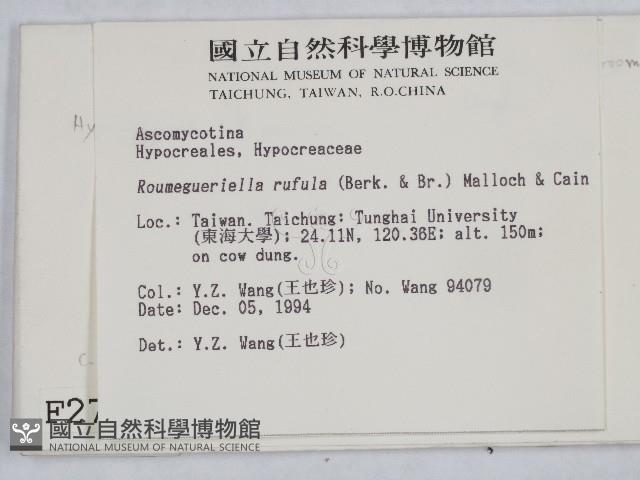 國立自然科學博物館
NATIONAL MUSEUM OF NATURAL SCIENCE
TAICHUNG, TAIWAN, R.O.CHINA
Ascomycotina
Hypocreales, Hypocreaceae
Roumegueriella rufula (Berk. & Br.) Malloch & Cain
Loc.: Taiwan. Taichung: Tunghai University
(東海大學); 24.11N, 120.36E; alt. 150m;
on cow dung.
Col.: Y.Z. Wang(王也珍); No. Wang 94079
Date: Dec. 05, 1994
Det.: Y.Z. Wang(王也珍)
F27
國立自然科學博物館
NATIONAL MUSEUM OF NATURAL SCIENCE